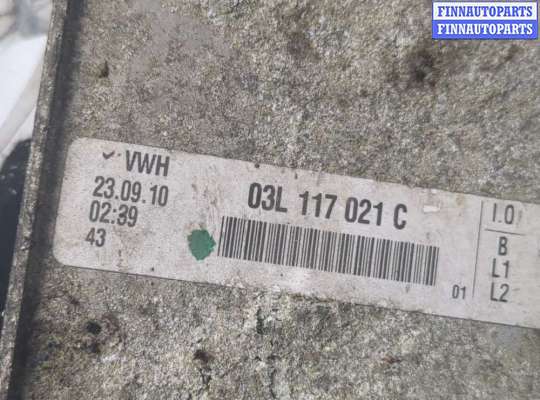 FINNAUTOPARTS
FINNAUTOPARTS
VWH
23.09.10
02:39
43
03L 117 021 C
01
I.O
B
L1
L2